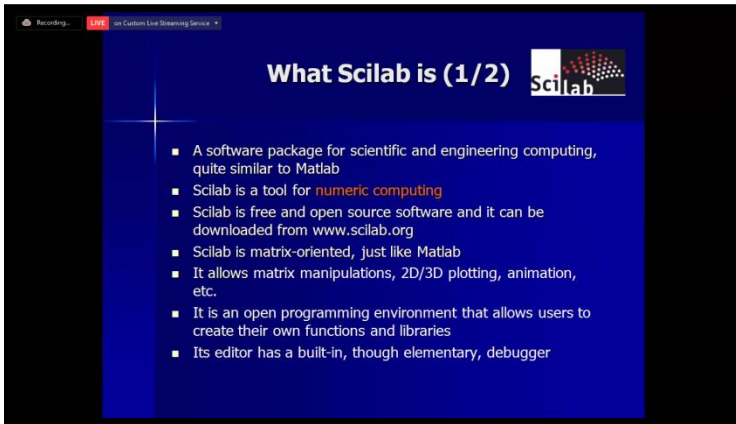 Recording...
LIVE on Custom Live Streaming Service
What Scilab is (1/2)
Scilab
A software package for scientific and engineering computing,
quite similar to Matlab
Scilab is a tool for numeric computing
Scilab is free and open source software and it can be
downloaded from www.scilab.org
Scilab is matrix-oriented, just like Matlab
It allows matrix manipulations, 2D/3D plotting, animation,
etc.
It is an open programming environment that allows users to
create their own functions and libraries
Its editor has a built-in, though elementary, debugger